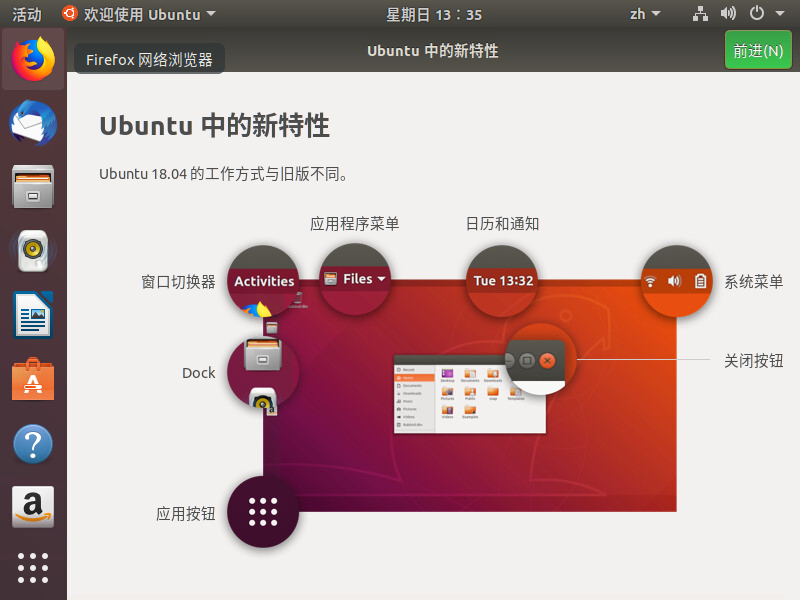 活动
欢迎使用 Ubuntu
星期日 13：35
zh
Firefox 网络浏览器
Ubuntu 中的新特性
前进(N)
Ubuntu 中的新特性
Ubuntu 18.04 的工作方式与旧版不同。
应用程序菜单
日历和通知
窗口切换器
Activities
Files
Tue 13:32
系统菜单
Dock
关闭按钮
应用按钮